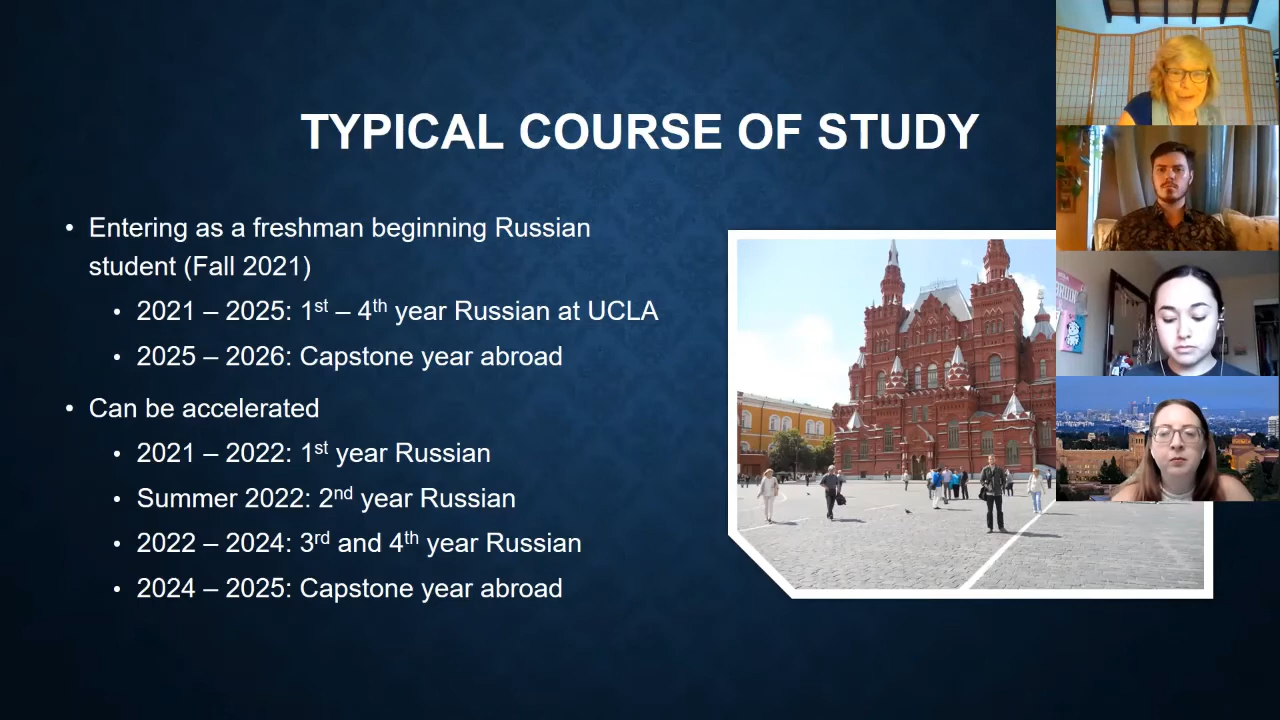 TYPICAL COURSE OF STUDY
• Entering as a freshman beginning Russian
student (Fall 2021)
• 2021 – 2025: 1st – 4th year Russian at UCLA
• 2025 – 2026: Capstone year abroad
• Can be accelerated
• 2021 – 2022: 1st year Russian
• Summer 2022: 2nd year Russian
• 2022 – 2024: 3rd and 4th year Russian
• 2024 – 2025: Capstone year abroad